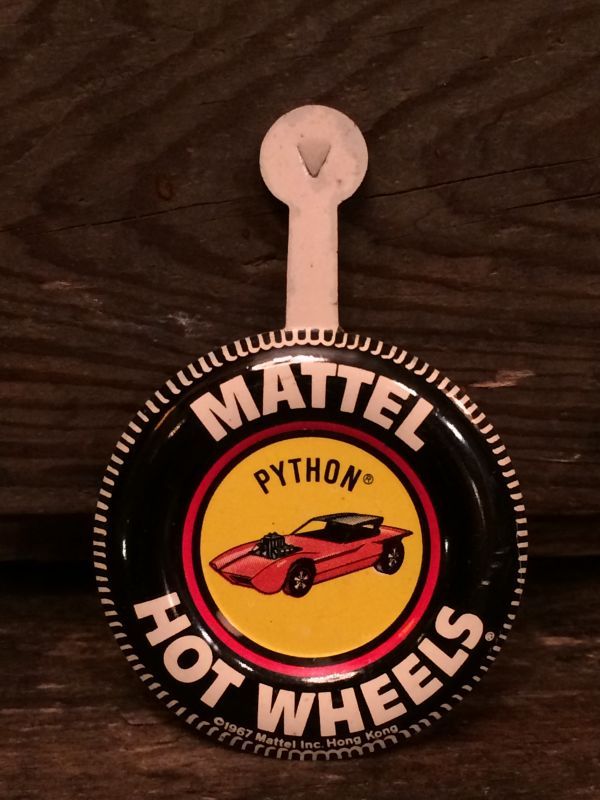 MATTEL
PYTHON®
HOT WHEELS®
©1967 Mattel Inc. Hong Kong